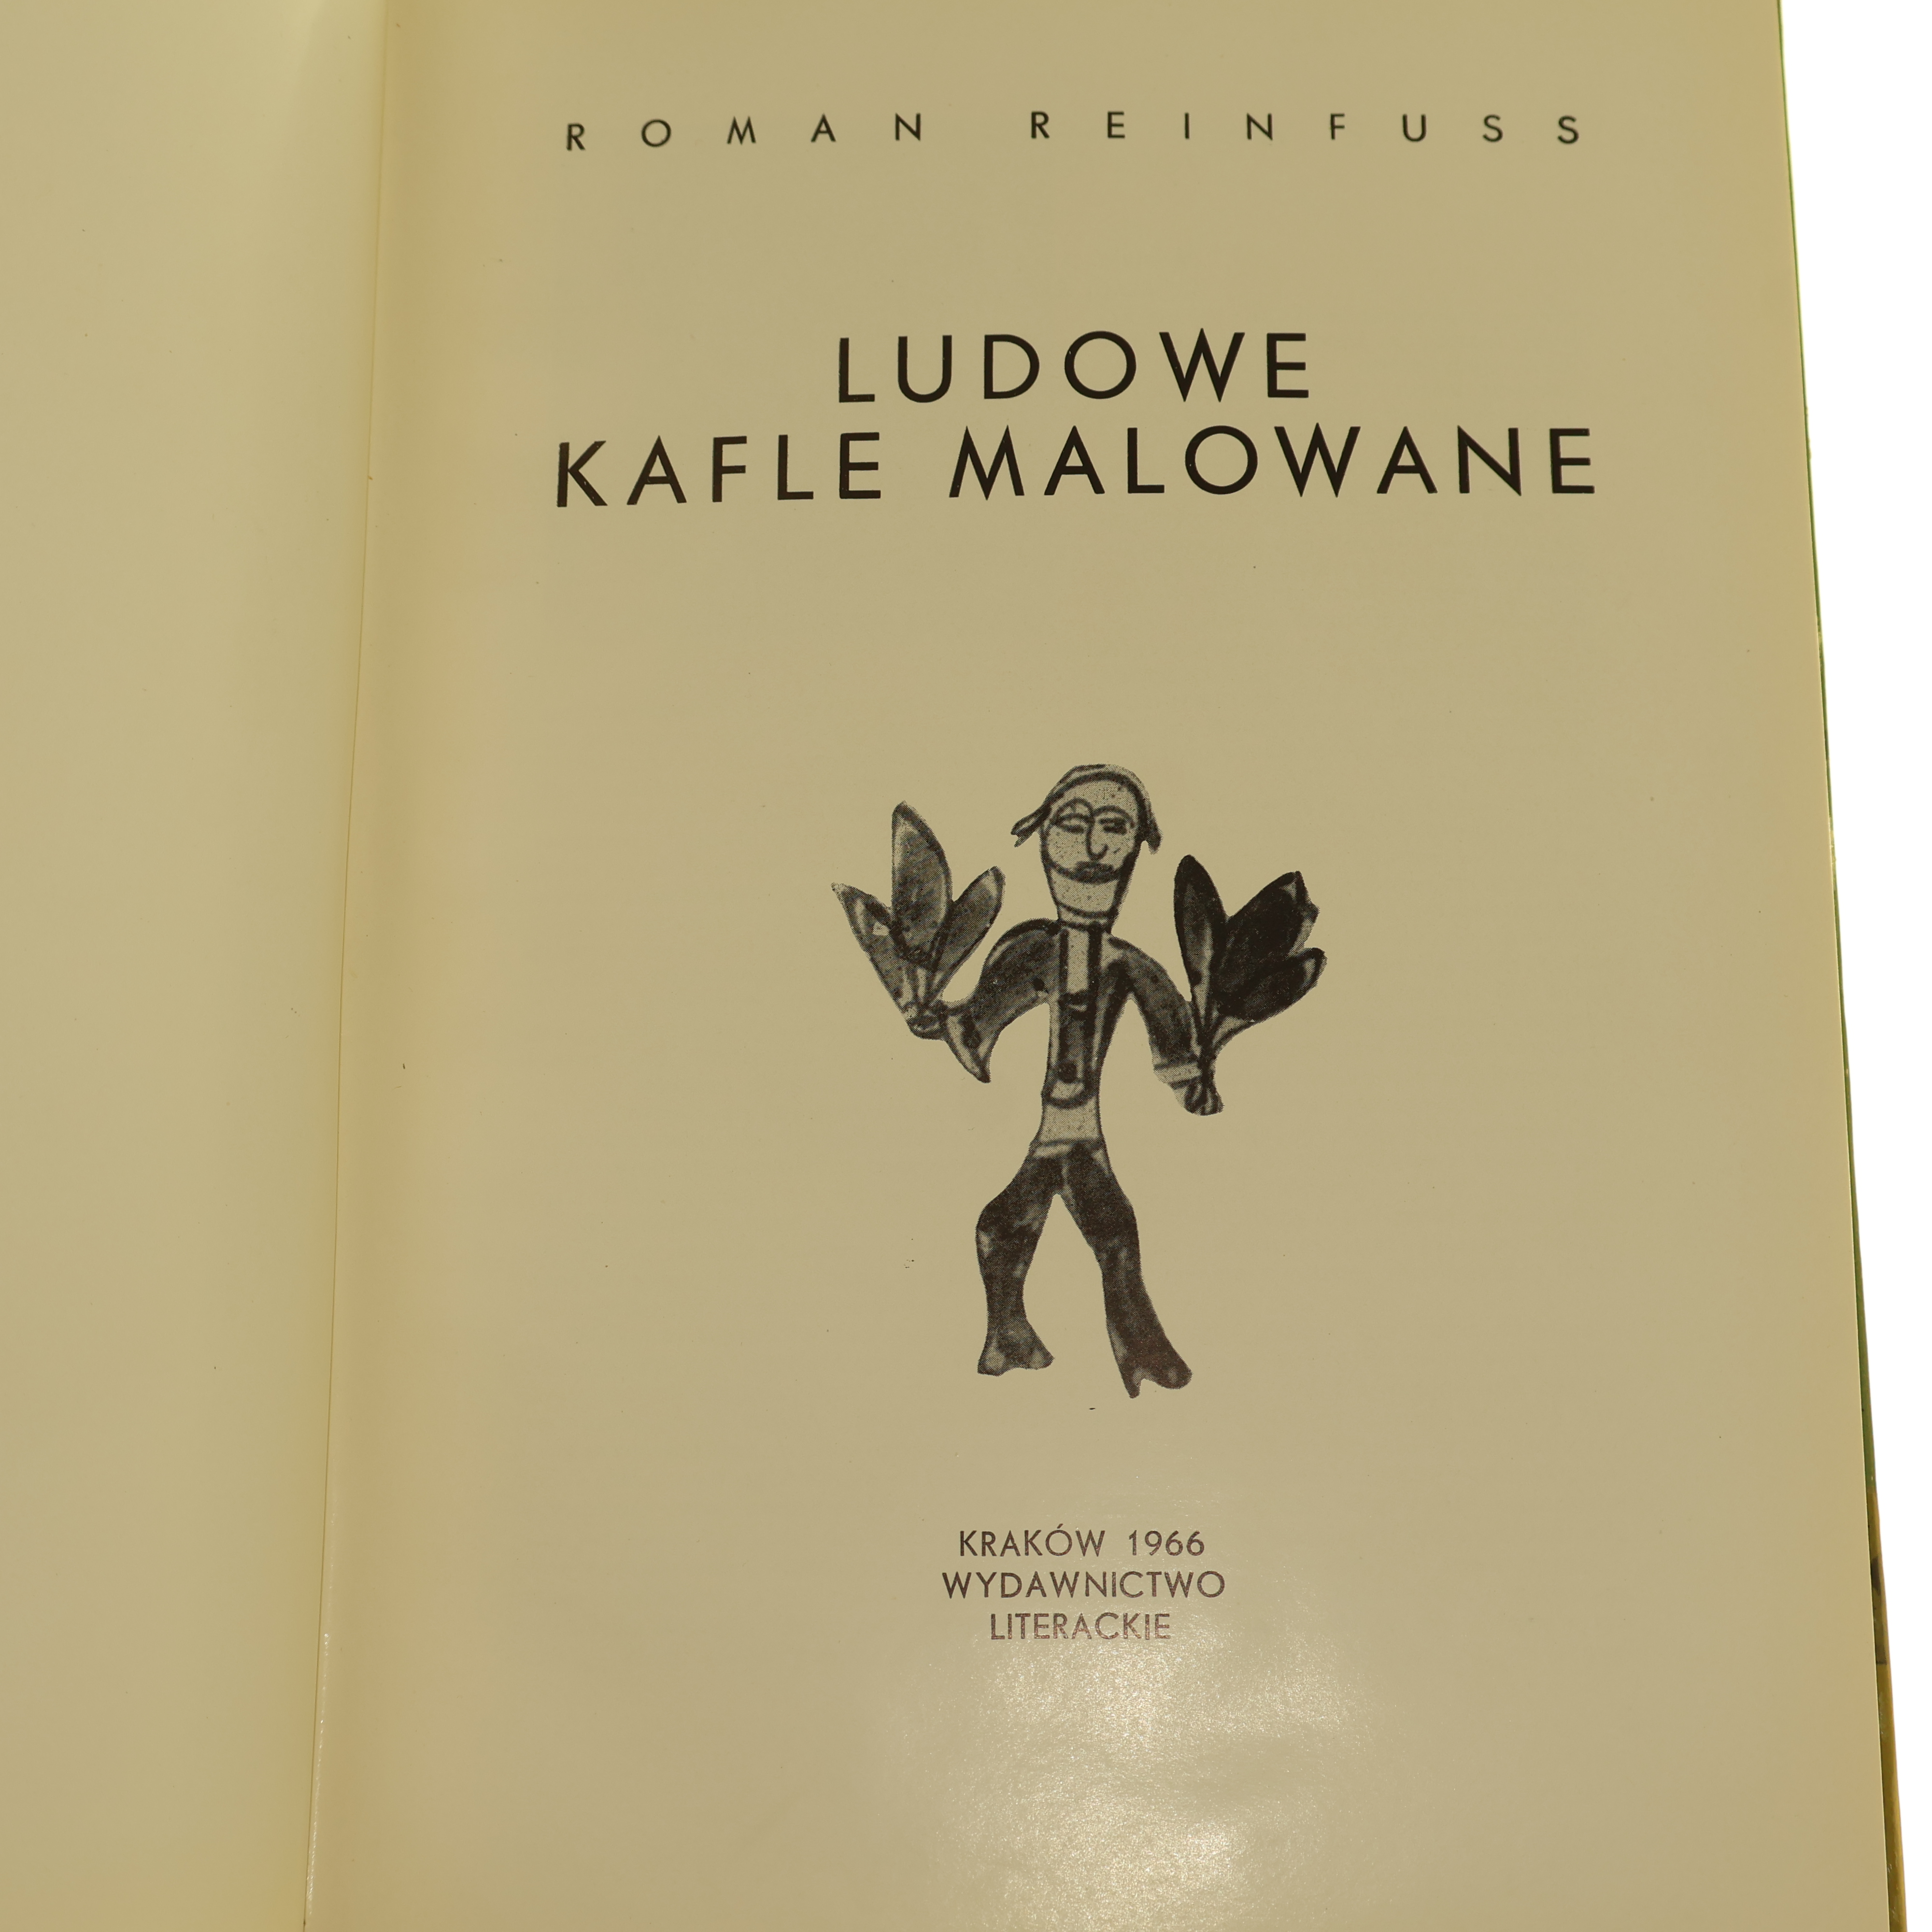 ROMAN REINFUSS
LUDOWE
KAFLE MALOWANE
KRAKÓW 1966
WYDAWNICTWO
LITERACKIE